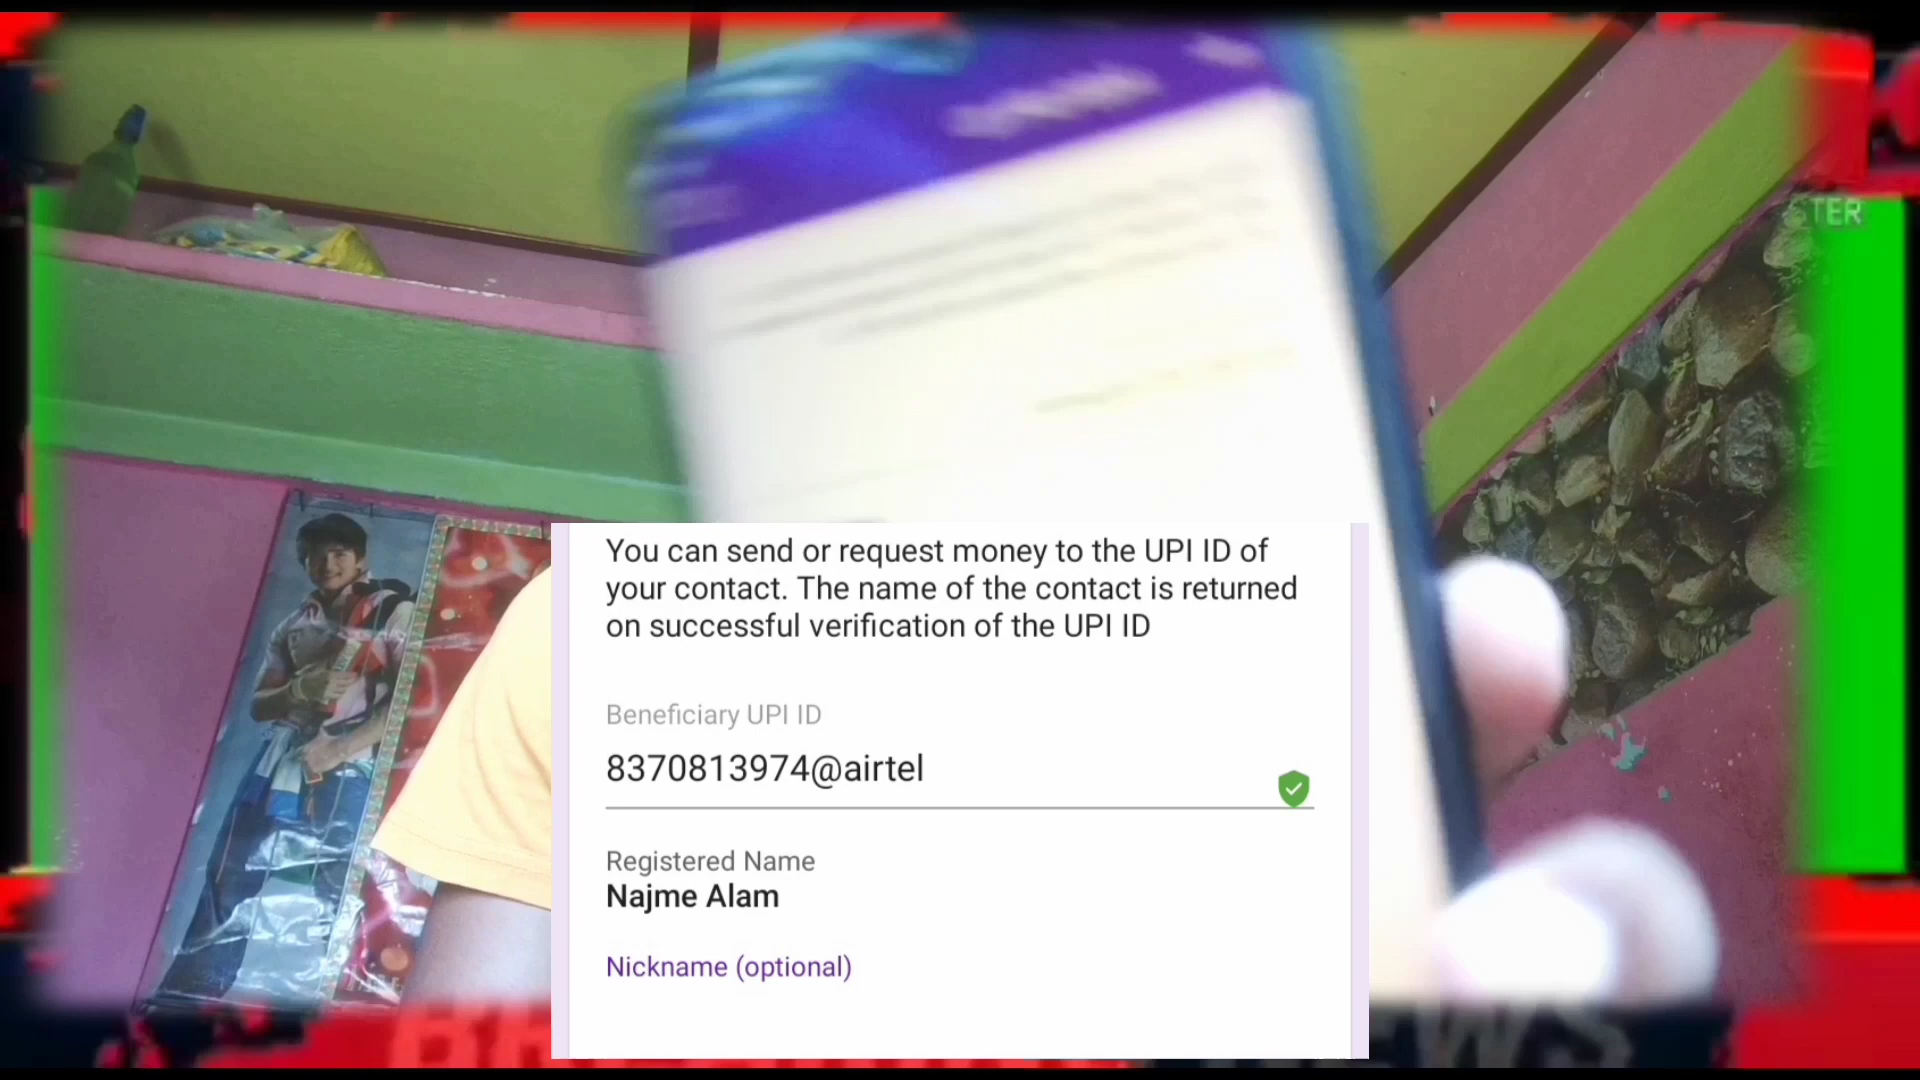 TER
You can send or request money to the UPI ID of
your contact. The name of the contact is returned
on successful verification of the UPI ID
Beneficiary UPI ID
8370813974@airtel
Registered Name
Najme Alam
Nickname (optional)